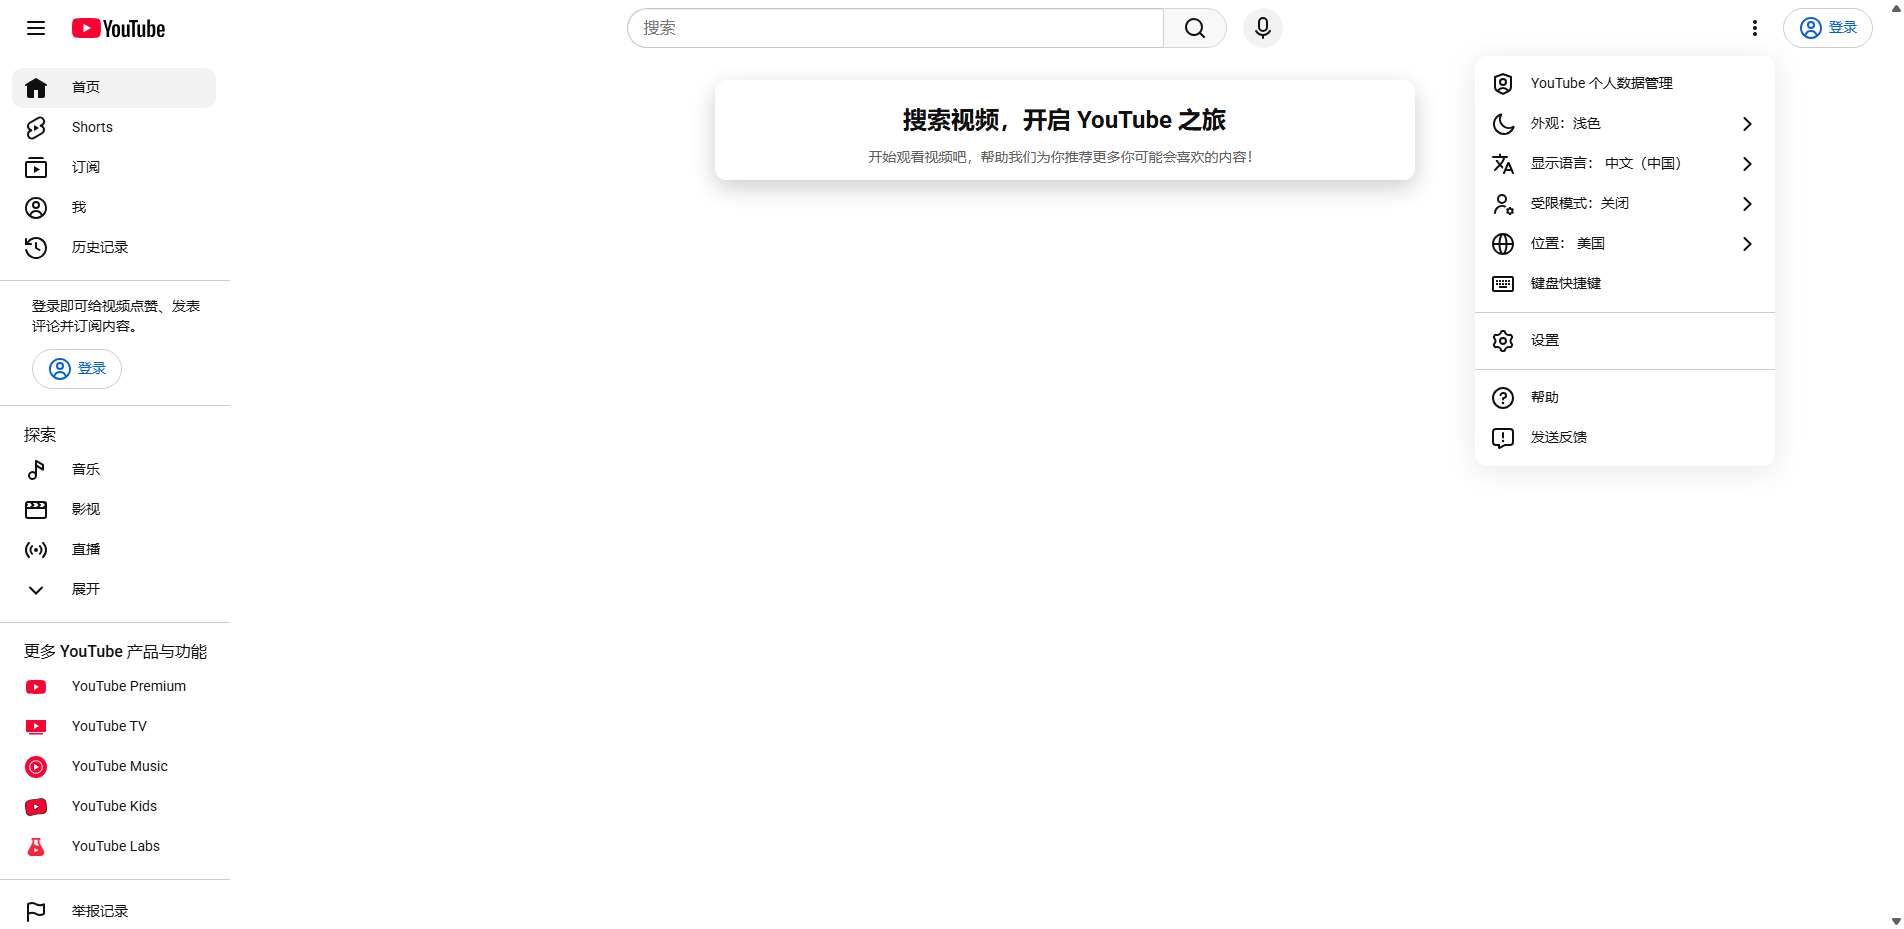 YouTube
搜索
登录
首页
Shorts
订阅
我
历史记录
登录即可给视频点赞、发表
评论并订阅内容。
登录
探索
音乐
影视
直播
展开
更多 YouTube 产品与功能
YouTube Premium
YouTube TV
YouTube Music
YouTube Kids
YouTube Labs
举报记录
搜索视频，开启 YouTube 之旅
开始观看视频吧，帮助我们为你推荐更多你可能会喜欢的内容！
YouTube 个人数据管理
外观：浅色
显示语言： 中文（中国）
受限模式：关闭
位置： 美国
键盘快捷键
设置
帮助
发送反馈